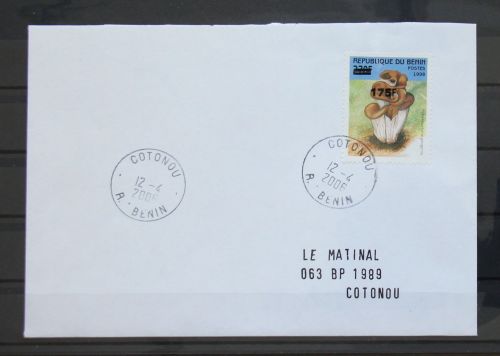 REPUBLIQUE DU BENIN
POSTES
1998
175F
COTONOU
12-4
2006
R. BENIN
COTONOU
12-4
2006
R. BENIN
LE MATINAL
063 BP 1989
COTONOU